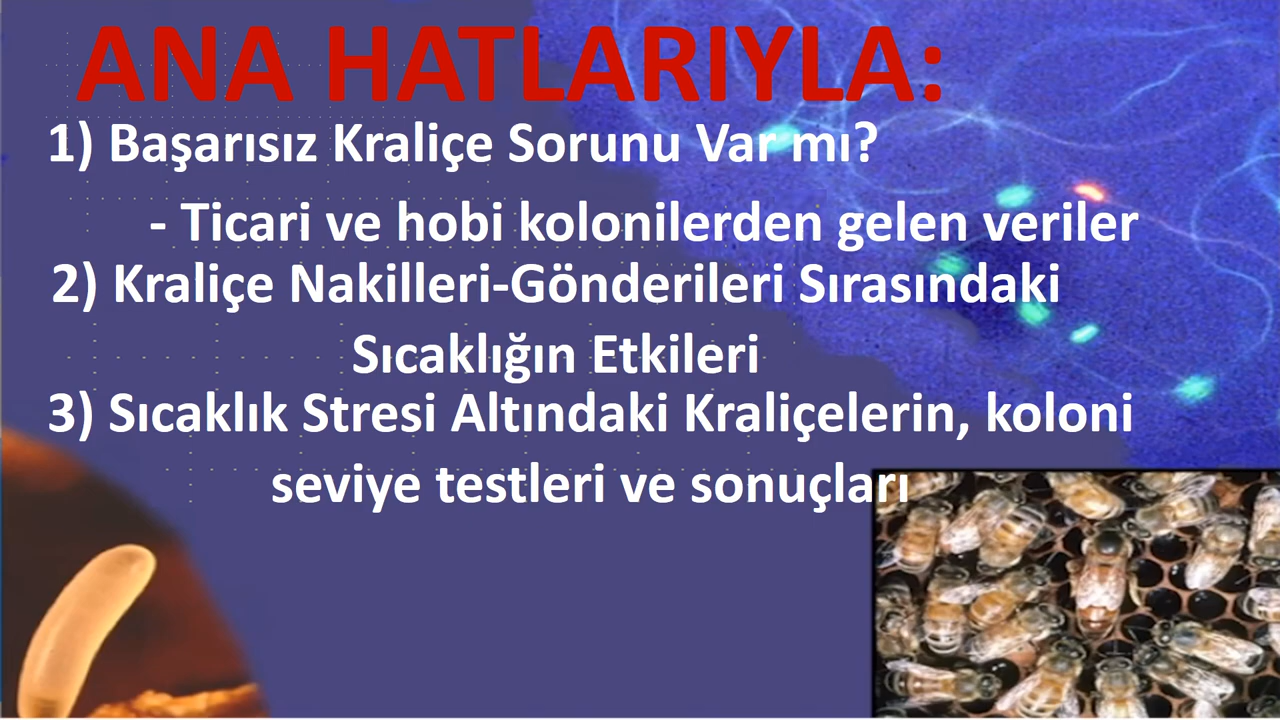 ANA HATLARIYLA:
1) Başarısız Kraliçe Sorunu Var mı?
- Ticari ve hobi kolonilerden gelen veriler
2) Kraliçe Nakilleri-Gönderileri Sırasındaki
Sıcaklığın Etkileri
3) Sıcaklık Stresi Altındaki Kraliçelerin, koloni
seviye testleri ve sonuçları